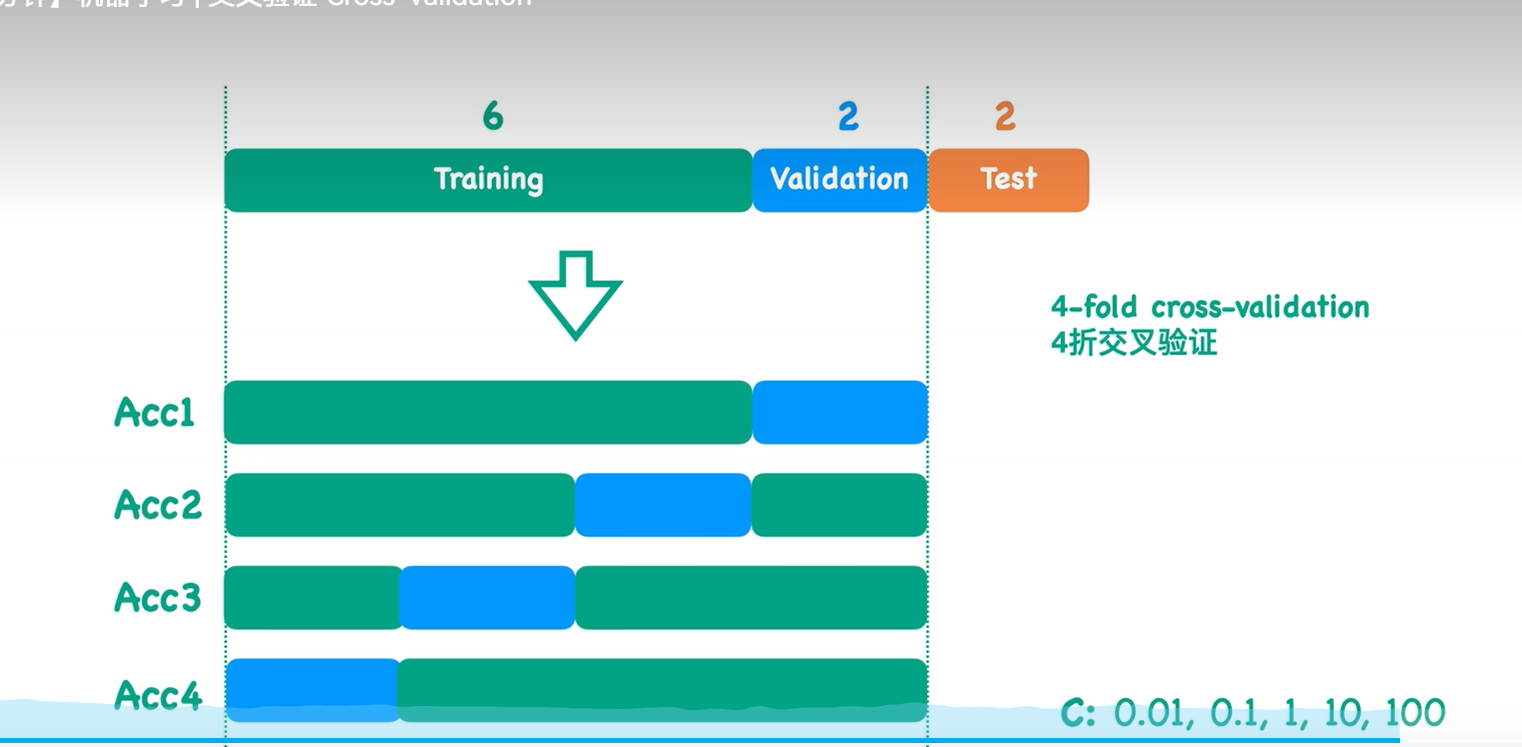 机器学习 | 交叉验证 Cross-validation
6 2 2
Training Validation Test
4-fold cross-validation
4折交叉验证
Acc1
Acc2
Acc3
Acc4
C: 0.01, 0.1, 1, 10, 100